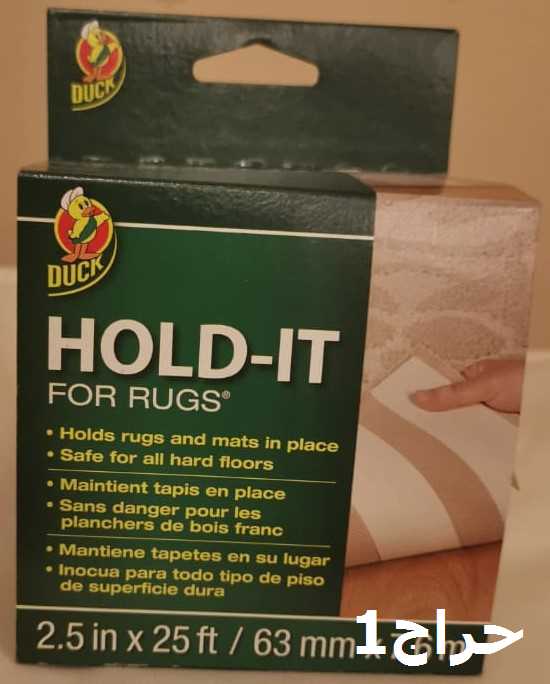 DUCK
DUCK
HOLD-IT
FOR RUGS®
• Holds rugs and mats in place
• Safe for all hard floors
• Maintient tapis en place
• Sans danger pour les
planchers de bois franc
• Mantiene tapetes en su lugar
• Inocua para todo tipo de piso
de superficie dura
2.5 in x 25 ft / 63 mm x 7.6 m
حراج1